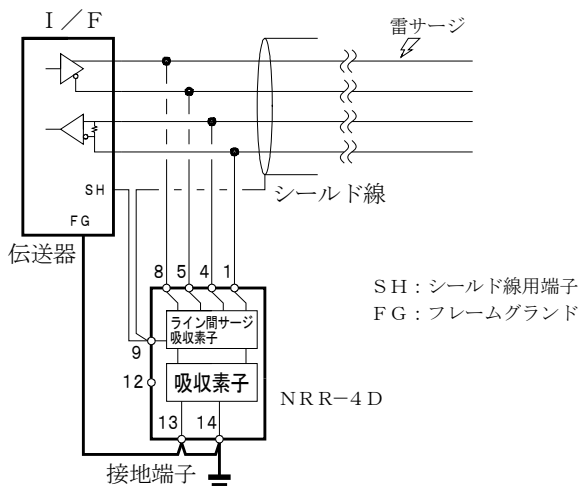 I/F
雷サージ
SH
FG
シールド線
伝送器
8
5
4
1
ライン間サージ
吸収素子
9
12
吸収素子
13
14
NRR−4D
接地端子
SH:シールド線用端子
FG:フレームグランド